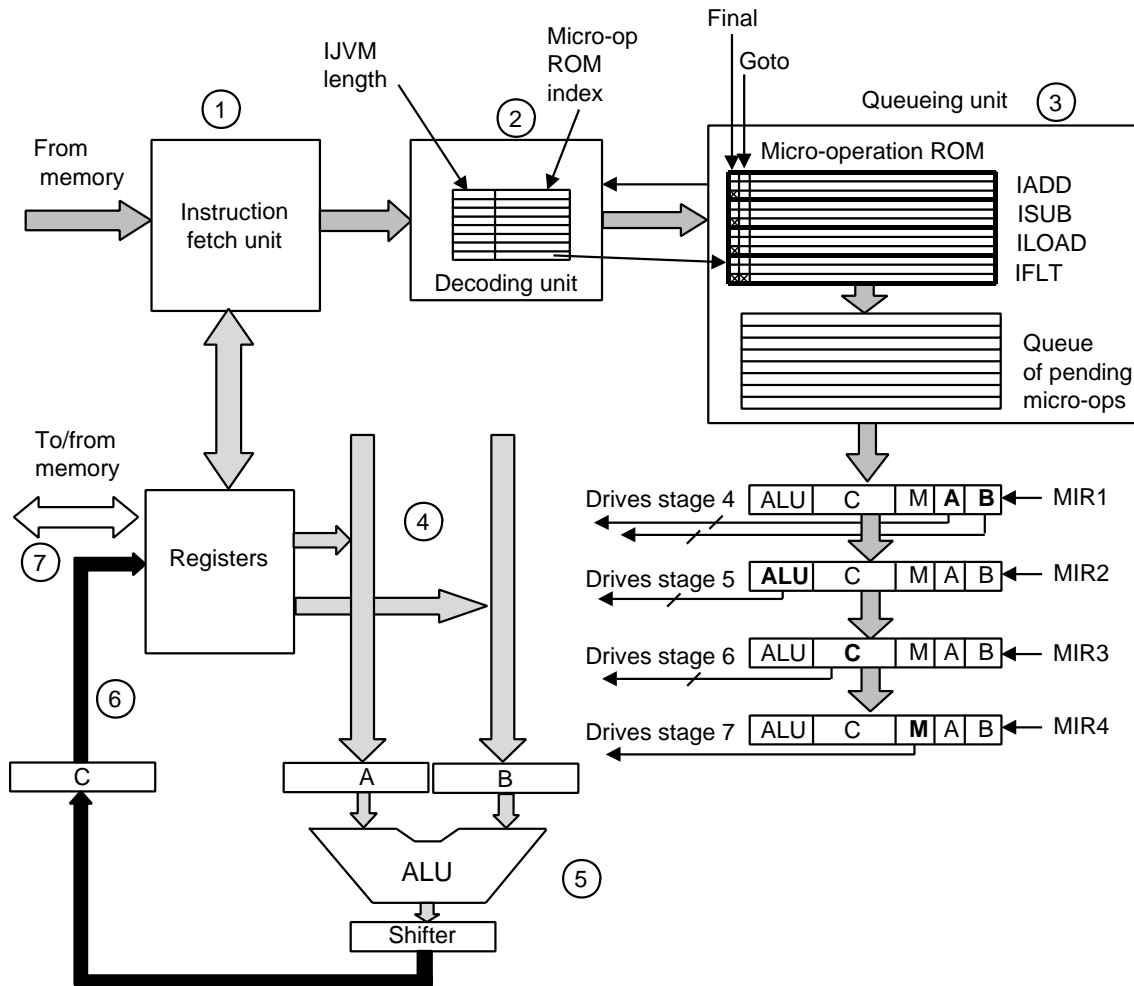 Final
Goto
IJVM
length
Micro-op
ROM
index
1
2
Queueing unit
3
From
memory
Instruction
fetch unit
Decoding unit
Micro-operation ROM
IADD
ISUB
ILOAD
IFLT
Queue
of pending
micro-ops
To/from
memory
7
Registers
4
Drives stage 4
ALU C M A B
MIR1
Drives stage 5
ALU C M A B
MIR2
Drives stage 6
ALU C M A B
MIR3
Drives stage 7
ALU C M A B
MIR4
6
C
A
B
ALU
5
Shifter